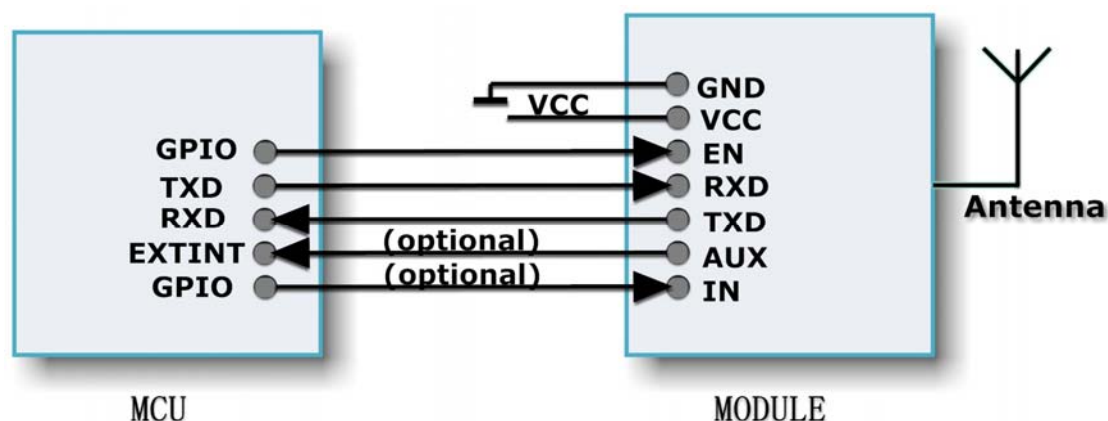 GND
VCC
VCC
GPIO
EN
TXD
RXD
RXD
TXD
Antenna
(optional)
EXTINT
AUX
(optional)
GPIO
IN
MCU
MODULE